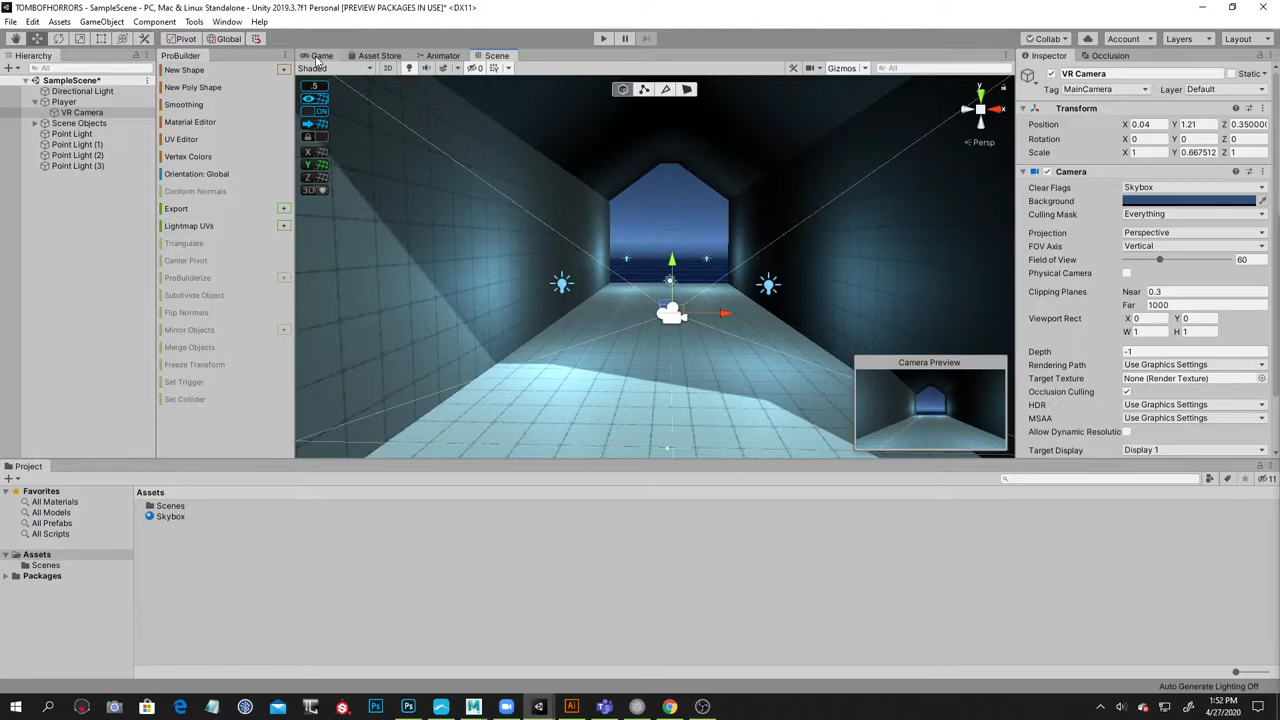 TOMBOFHORRORS - SampleScene - PC, Mac & Linux Standalone - Unity 2019.3.7f1 Personal [PREVIEW PACKAGES IN USE]* <DX11>
File Edit Assets GameObject Component Tools Window Help
Pivot Global Collab Account Layers Layout
Hierarchy ProBuilder Game Asset Store Animator Scene Inspector Occlusion
All
Shaded 2D 0 Gizmos All
SampleScene*
Directional Light
Player
VR Camera
Scene Objects
Point Light
Point Light (1)
Point Light (2)
Point Light (3)
New Shape
New Poly Shape
Smoothing
Material Editor
UV Editor
Vertex Colors
Orientation: Global
Conform Normals
Export
Lightmap UVs
Triangulate
Center Pivot
ProBuilderize
Subdivide Object
Flip Normals
Mirror Objects
Merge Objects
Freeze Transform
Set Trigger
Set Collider
.5
ON
X
Y
Z
3D
y
x
Persp
Camera Preview
VR Camera Static
Tag MainCamera Layer Default
Transform
Position X 0.04 Y 1.21 Z 0.350000
Rotation X 0 Y 0 Z 0
Scale X 1 Y 0.667512 Z 1
Camera
Clear Flags Skybox
Background
Culling Mask Everything
Projection Perspective
FOV Axis Vertical
Field of View 60
Physical Camera
Clipping Planes Near 0.3
Far 1000
Viewport Rect X 0 Y 0
W 1 H 1
Depth -1
Rendering Path Use Graphics Settings
Target Texture None (Render Texture)
Occlusion Culling
HDR Use Graphics Settings
MSAA Use Graphics Settings
Allow Dynamic Resolutio
Target Display Display 1
Project
11
Favorites
All Materials
All Models
All Prefabs
All Scripts
Assets
Scenes
Packages
Assets
Scenes
Skybox
Auto Generate Lighting Off
1:52 PM
4/27/2020